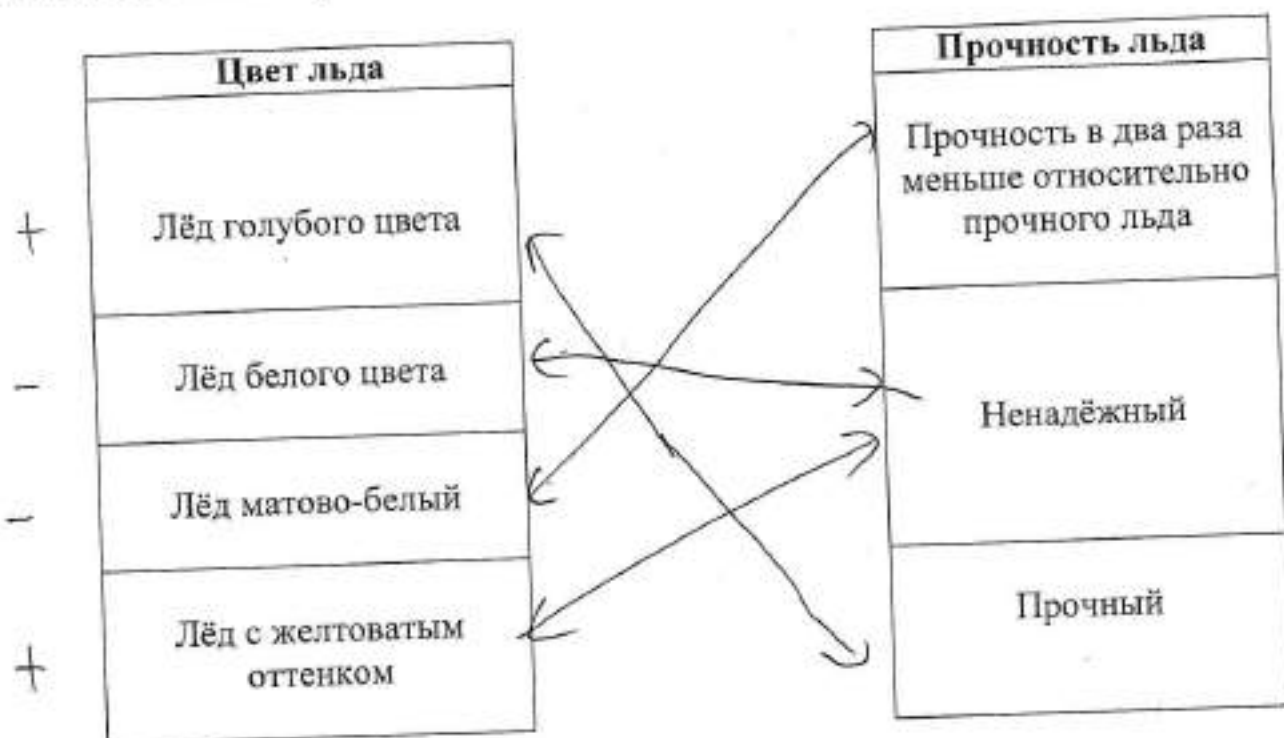 Цвет льда
+ Лёд голубого цвета
- Лёд белого цвета
- Лёд матово-белый
+ Лёд с желтоватым
оттенком
Прочность льда
Прочность в два раза
меньше относительно
прочного льда
Ненадёжный
Прочный